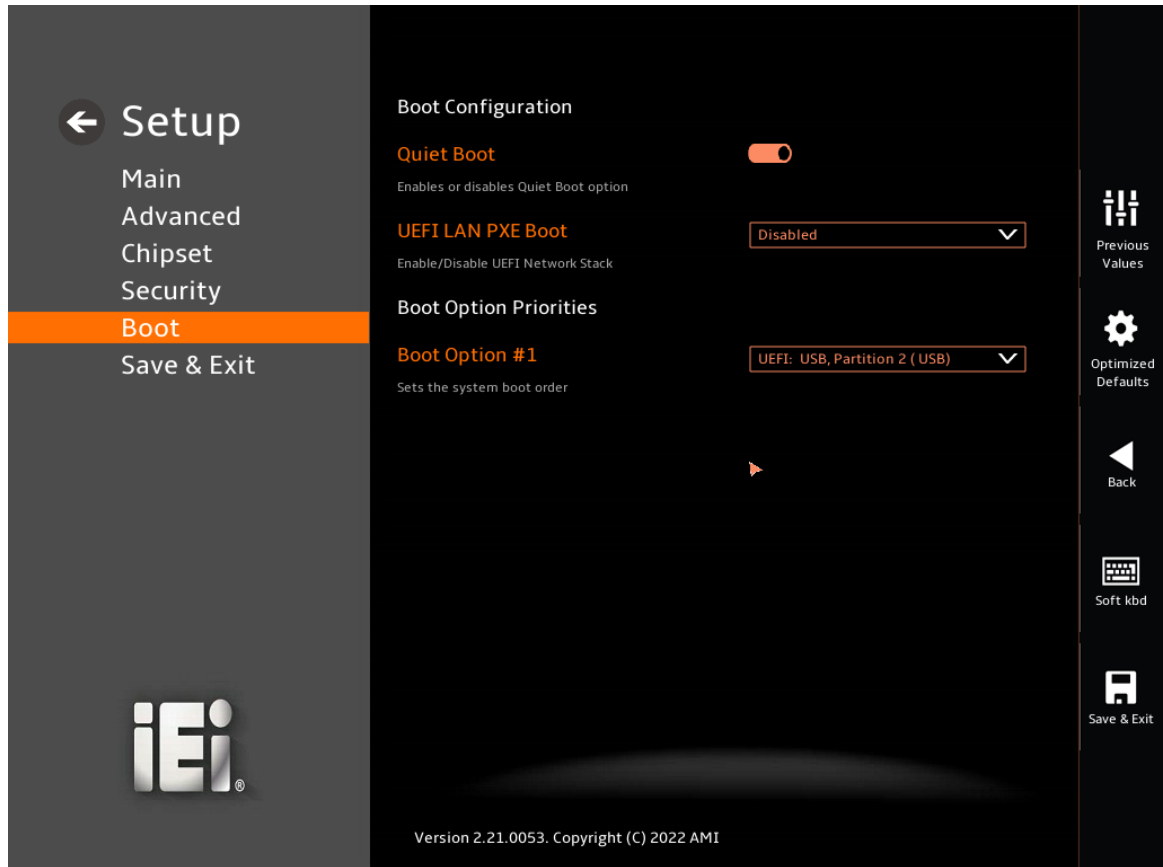 Setup
Main
Advanced
Chipset
Security
Boot
Save & Exit
iEi®
Boot Configuration
Quiet Boot
Enables or disables Quiet Boot option
UEFI LAN PXE Boot
Disabled
Enable/Disable UEFI Network Stack
Boot Option Priorities
Boot Option #1
UEFI: USB, Partition 2 ( USB)
Sets the system boot order
Version 2.21.0053. Copyright (C) 2022 AMI
Previous
Values
Optimized
Defaults
Back
Soft kbd
Save & Exit